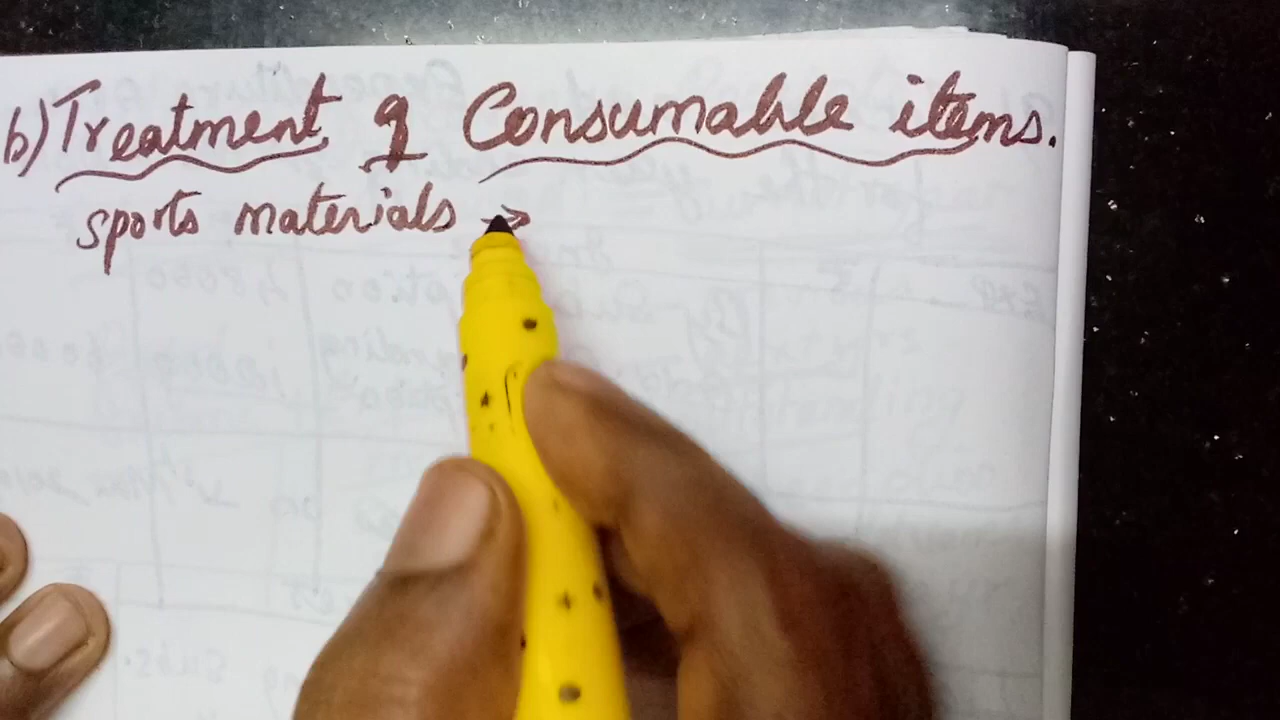 b) Treatment of Consumable items.
sports materials →